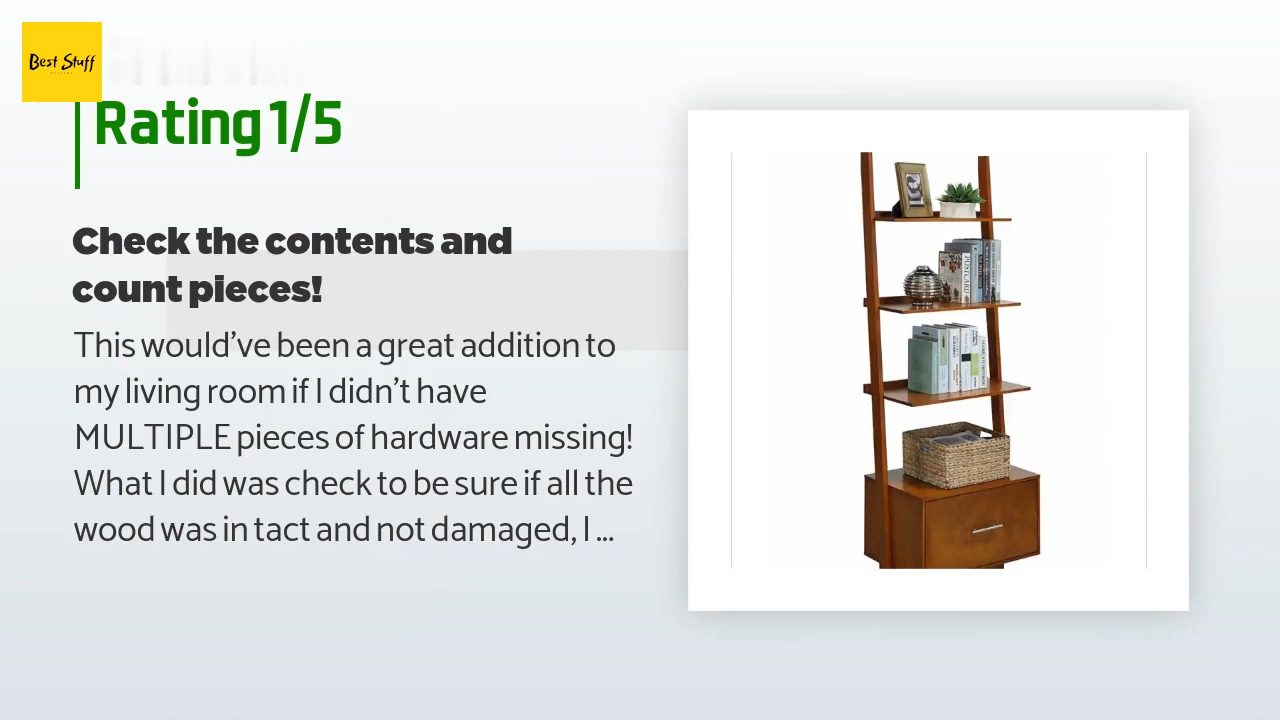 Best Stuff
Rating 1/5
Check the contents and
count pieces!
This would've been a great addition to
my living room if I didn't have
MULTIPLE pieces of hardware missing!
What I did was check to be sure if all the
wood was in tact and not damaged, I ...
POSTCARD